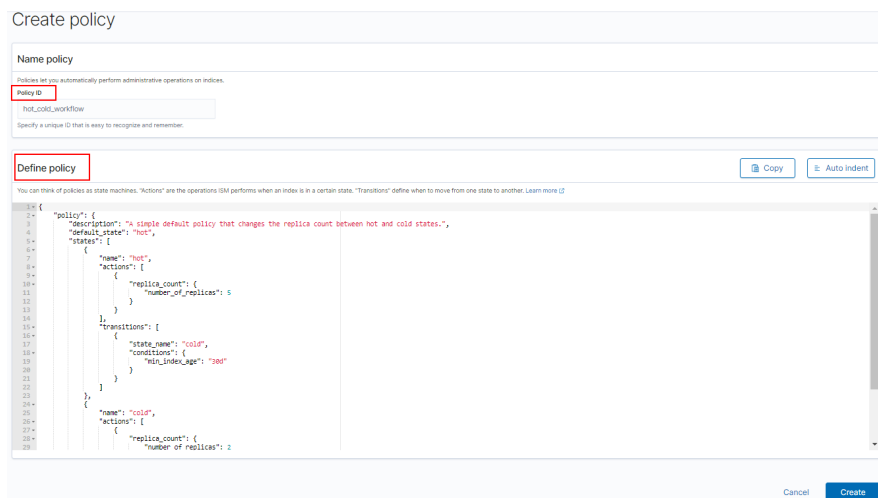 Create policy
Name policy
Policies let you automatically perform administrative operations on indices.
Policy ID
hot_cold_workflow
Specify a unique ID that is easy to recognize and remember.
Define policy
Copy
Auto indent
You can think of policies as state machines. "Actions" are the operations ISM performs when an index is in a certain state. "Transitions" define when to move from one state to another. Learn more
1 {
2 "policy": {
3 "description": "A simple default policy that changes the replica count between hot and cold states.",
4 "default_state": "hot",
5 "states": [
6 {
7 "name": "hot",
8 "actions": [
9 {
10 "replica_count": {
11 "number_of_replicas": 5
12 }
13 }
14 ],
15 "transitions": [
16 {
17 "state_name": "cold",
18 "conditions": {
19 "min_index_age": "30d"
20 }
21 }
22 ]
23 },
24 {
25 "name": "cold",
26 "actions": [
27 {
28 "replica_count": {
29 "number_of_replicas": 2
Cancel
Create